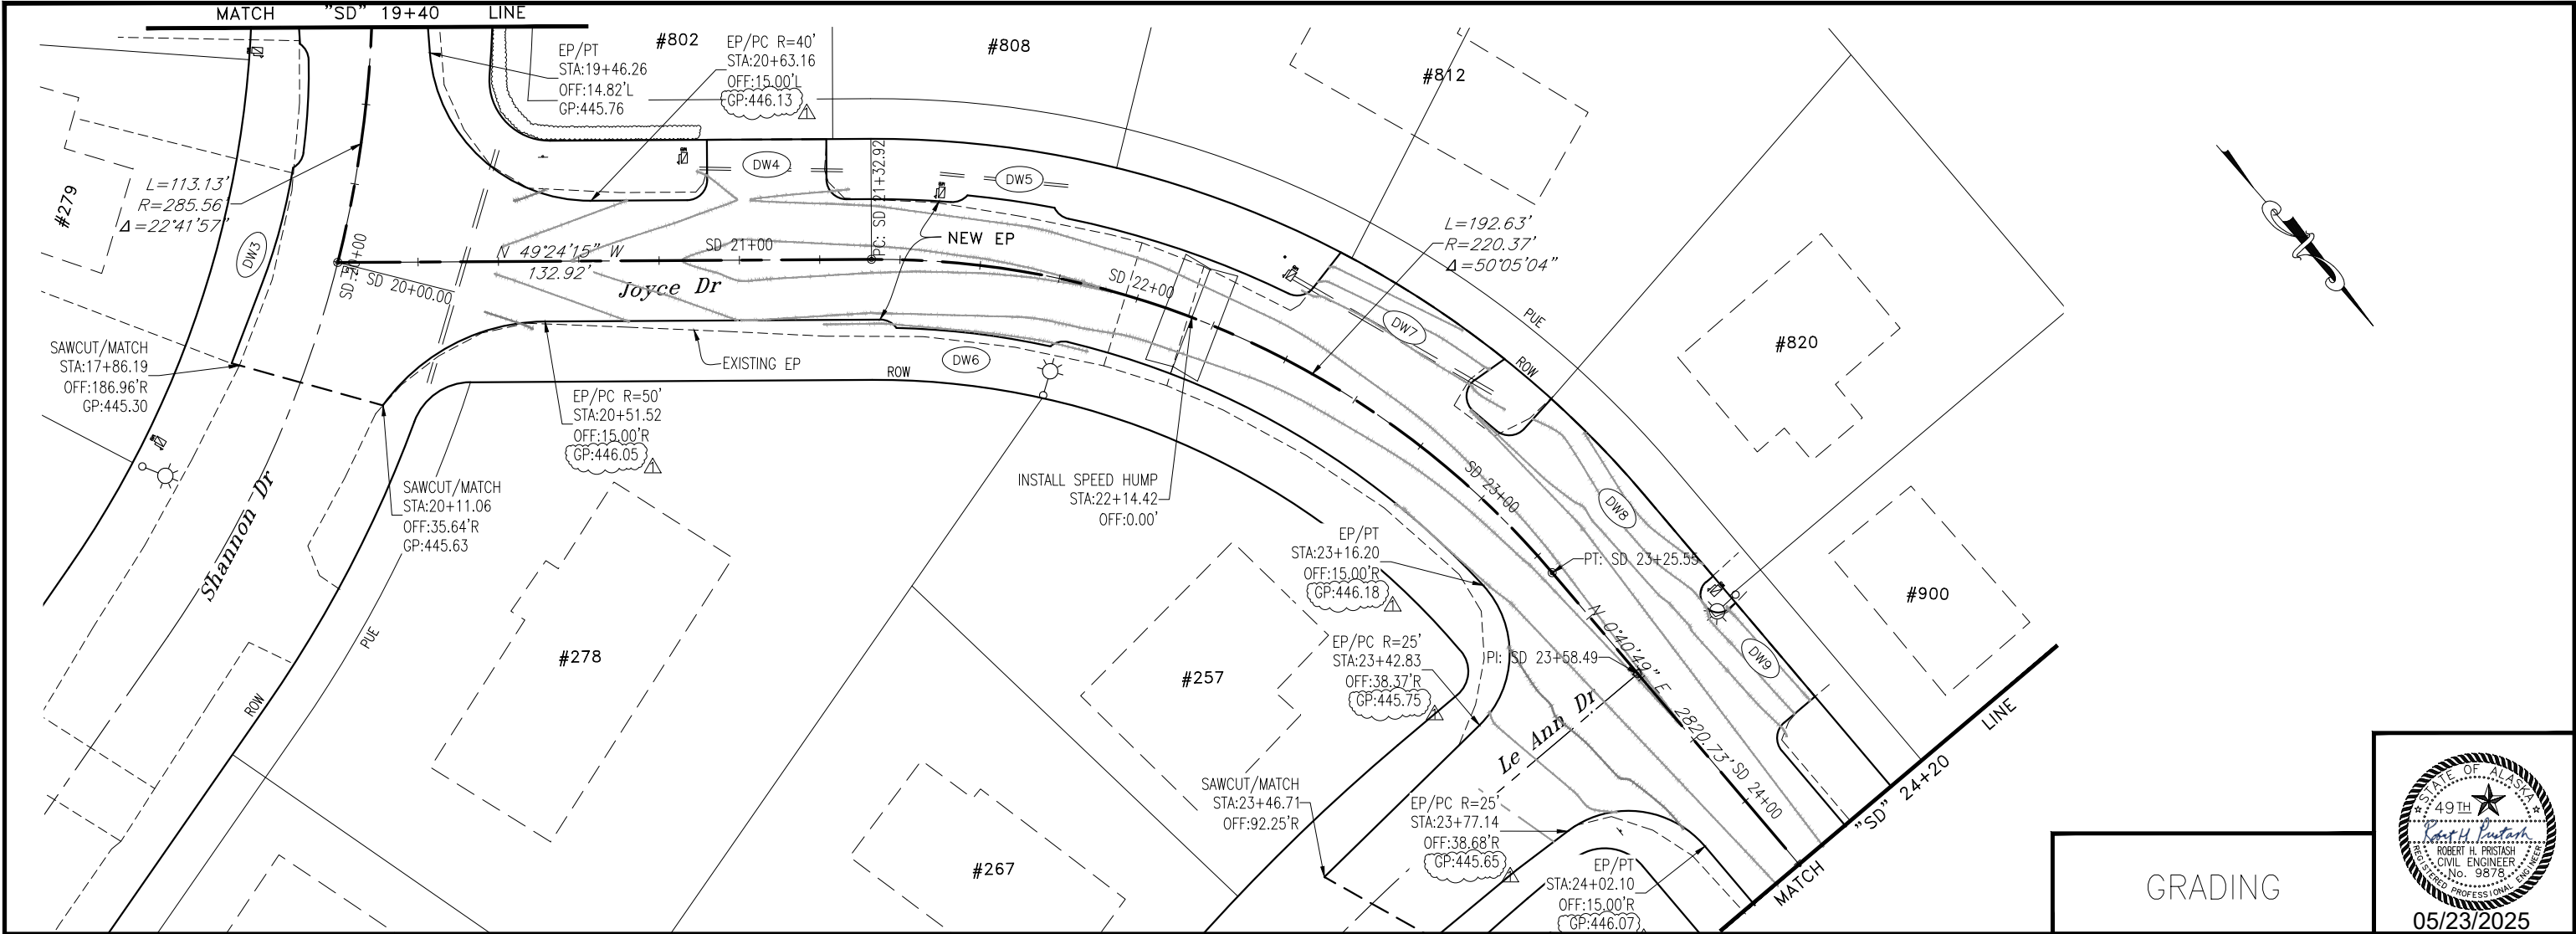 MATCH "SD" 19+40 LINE
#802
#808
#812
EP/PT
STA:19+46.26
OFF:14.82'L
GP:445.76
EP/PC R=40'
STA:20+63.16
OFF:15.00'L
GP:446.13
1
#279
L=113.13'
R=285.56'
Δ=22°41'57"
DW3
DW4
DW5
PC: SD 21+32.92
SD 21+00
NEW EP
N 49°24'15" W
132.92'
Joyce Dr
SD 20+00.00
SD 22+00
L=192.63'
R=220.37'
Δ=50°05'04"
PUE
ROW
DW7
#820
SAWCUT/MATCH
STA:17+86.19
OFF:186.96'R
GP:445.30
EXISTING EP
DW6
ROW
EP/PC R=50'
STA:20+51.52
OFF:15.00'R
GP:446.05
1
SAWCUT/MATCH
STA:20+11.06
OFF:35.64'R
GP:445.63
Shannon Dr
INSTALL SPEED HUMP
STA:22+14.42
OFF:0.00'
SD 23+00
DW8
EP/PT
STA:23+16.20
OFF:15.00'R
GP:446.18
1
PT: SD 23+25.55
#900
N 0°40'49" E 2820.73'
DW9
EP/PC R=25'
STA:23+42.83
OFF:38.37'R
GP:445.75
1
PI: SD 23+58.49
PUE
#278
#257
ROW
Le Ann Dr
SD 24+00
SAWCUT/MATCH
STA:23+46.71
OFF:92.25'R
EP/PC R=25'
STA:23+77.14
OFF:38.68'R
GP:445.65
1
#267
EP/PT
STA:24+02.10
OFF:15.00'R
GP:446.07
MATCH "SD" 24+20 LINE
GRADING
STATE OF ALASKA
49TH
Robert H. Pristash
ROBERT H. PRISTASH
CIVIL ENGINEER
No. 9878
REGISTERED PROFESSIONAL ENGINEER
05/23/2025